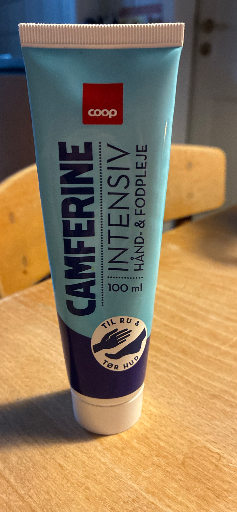 coop
CAMFERINE
INTENSIV
HÅND- & FODPLEJE
100 ml
TIL RU &
TØR HUD